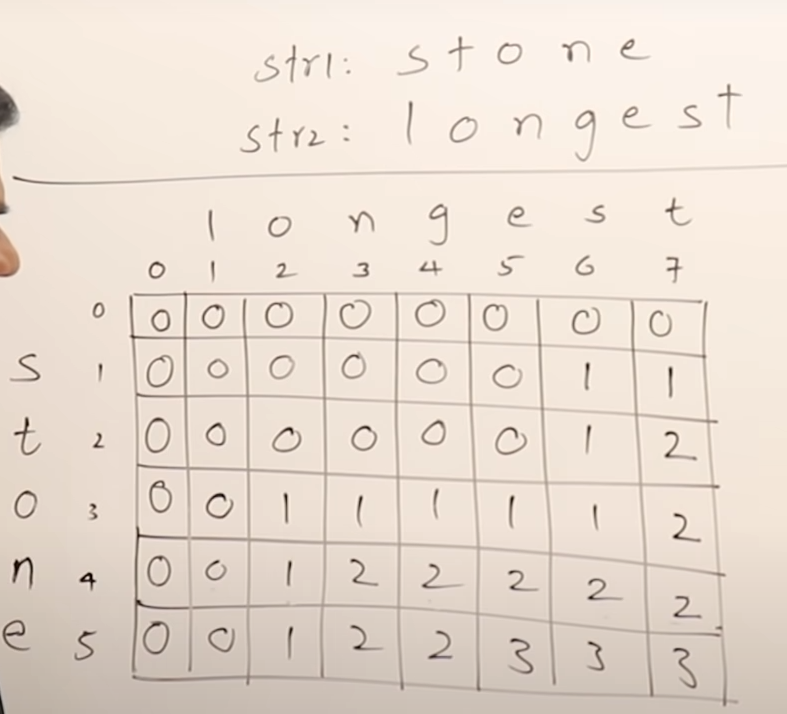 str1: stone
str2: longest
l o n g e s t
0 1 2 3 4 5 6 7
0 0 0 0 0 0 0 0 0
s 1 0 0 0 0 0 0 1 1
t 2 0 0 0 0 0 0 1 2
o 3 0 0 1 1 1 1 1 2
n 4 0 0 1 2 2 2 2 2
e 5 0 0 1 2 2 3 3 3